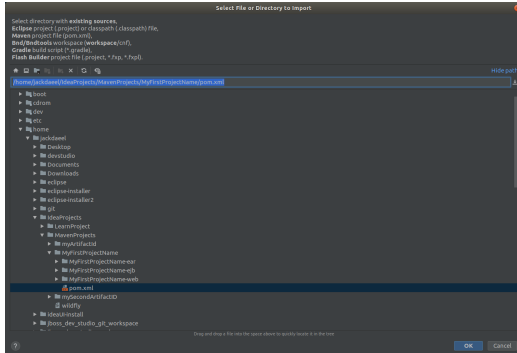 Select File or Directory to Import
Select directory with existing sources,
Eclipse project (.project) or classpath (.classpath) file,
Maven project file (pom.xml),
Bnd/Bndtools workspace (workspace/cnf),
Gradle build script (*.gradle),
Flash Builder project file (.project, *.fxp, *.fxpl).
Hide path
/home/jackdaeel/IdeaProjects/MavenProjects/MyFirstProjectName/pom.xml
boot
cdrom
dev
etc
home
jackdaeel
Desktop
devstudio
Documents
Downloads
eclipse
eclipse-installer
eclipse-installer2
git
IdeaProjects
LearnProject
MavenProjects
myArtifactId
MyFirstProjectName
MyFirstProjectName-ear
MyFirstProjectName-ejb
MyFirstProjectName-web
pom.xml
mySecondArtifactID
wildfly
IdeaUI-install
jboss_dev_studio_git_workspace
Drag and drop a file into the space above to quickly locate it in the tree
?
OK
Cancel